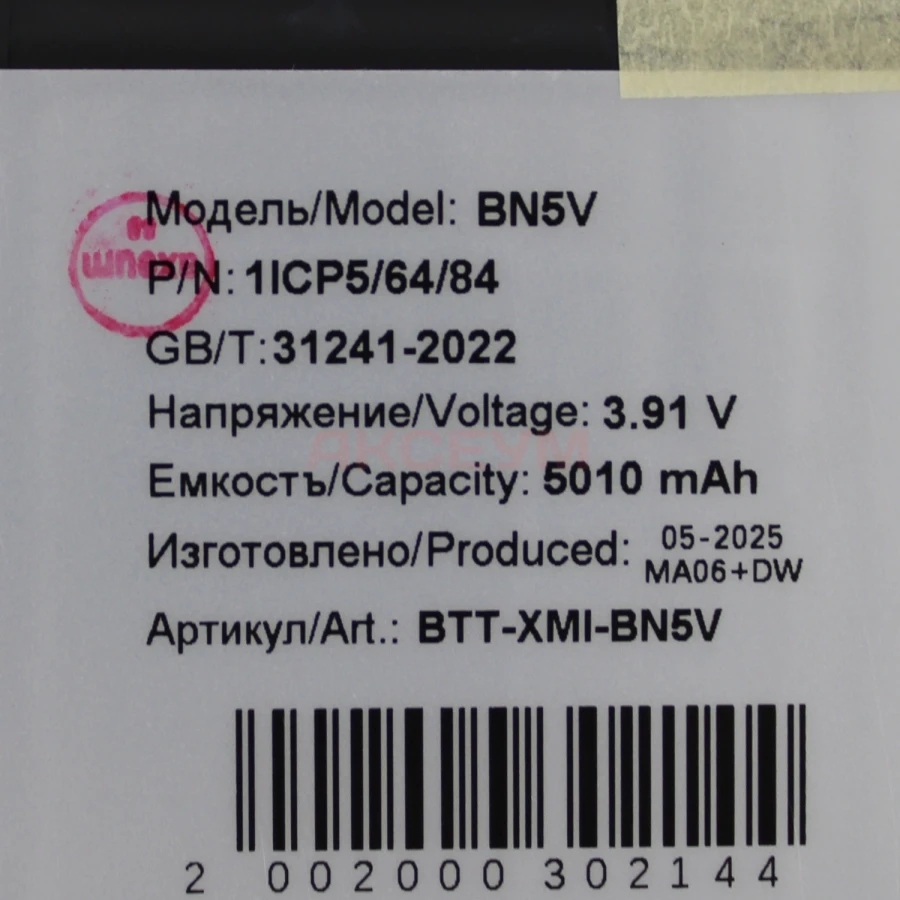 Модель/Model: BN5V
P/N: 1ICP5/64/84
GB/T:31241-2022
Напряжение/Voltage: 3.91 V
АКСЕУМ
Емкостъ/Capacity: 5010 mAh
Изготовлено/Produced: 05-2025
MA06+DW
Артикул/Art.: BTT-XMI-BN5V
2 002000 302144